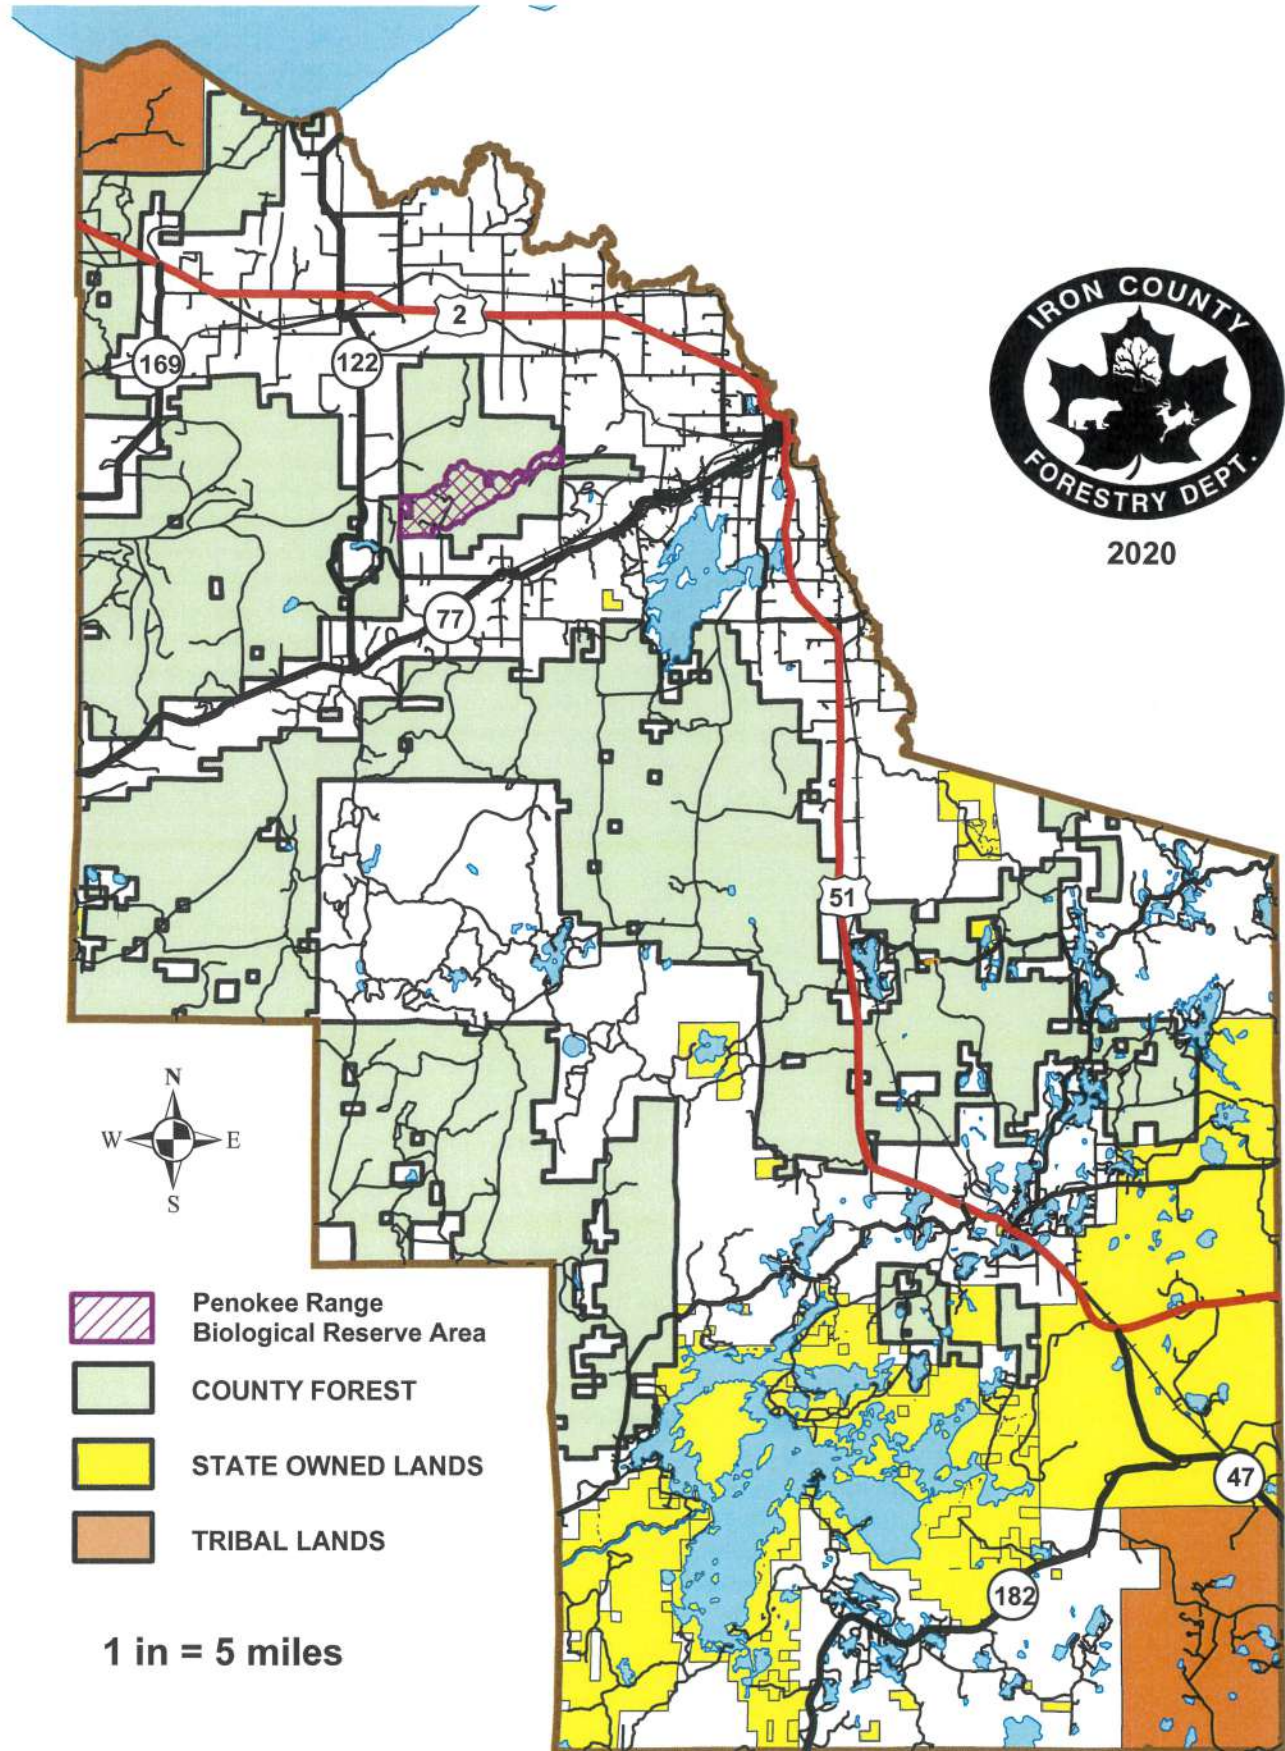 IRON COUNTY
FORESTRY DEPT.
2020
2
169
122
77
51
N
W E
S
Penokee Range
Biological Reserve Area
COUNTY FOREST
STATE OWNED LANDS
TRIBAL LANDS
47
182
1 in = 5 miles